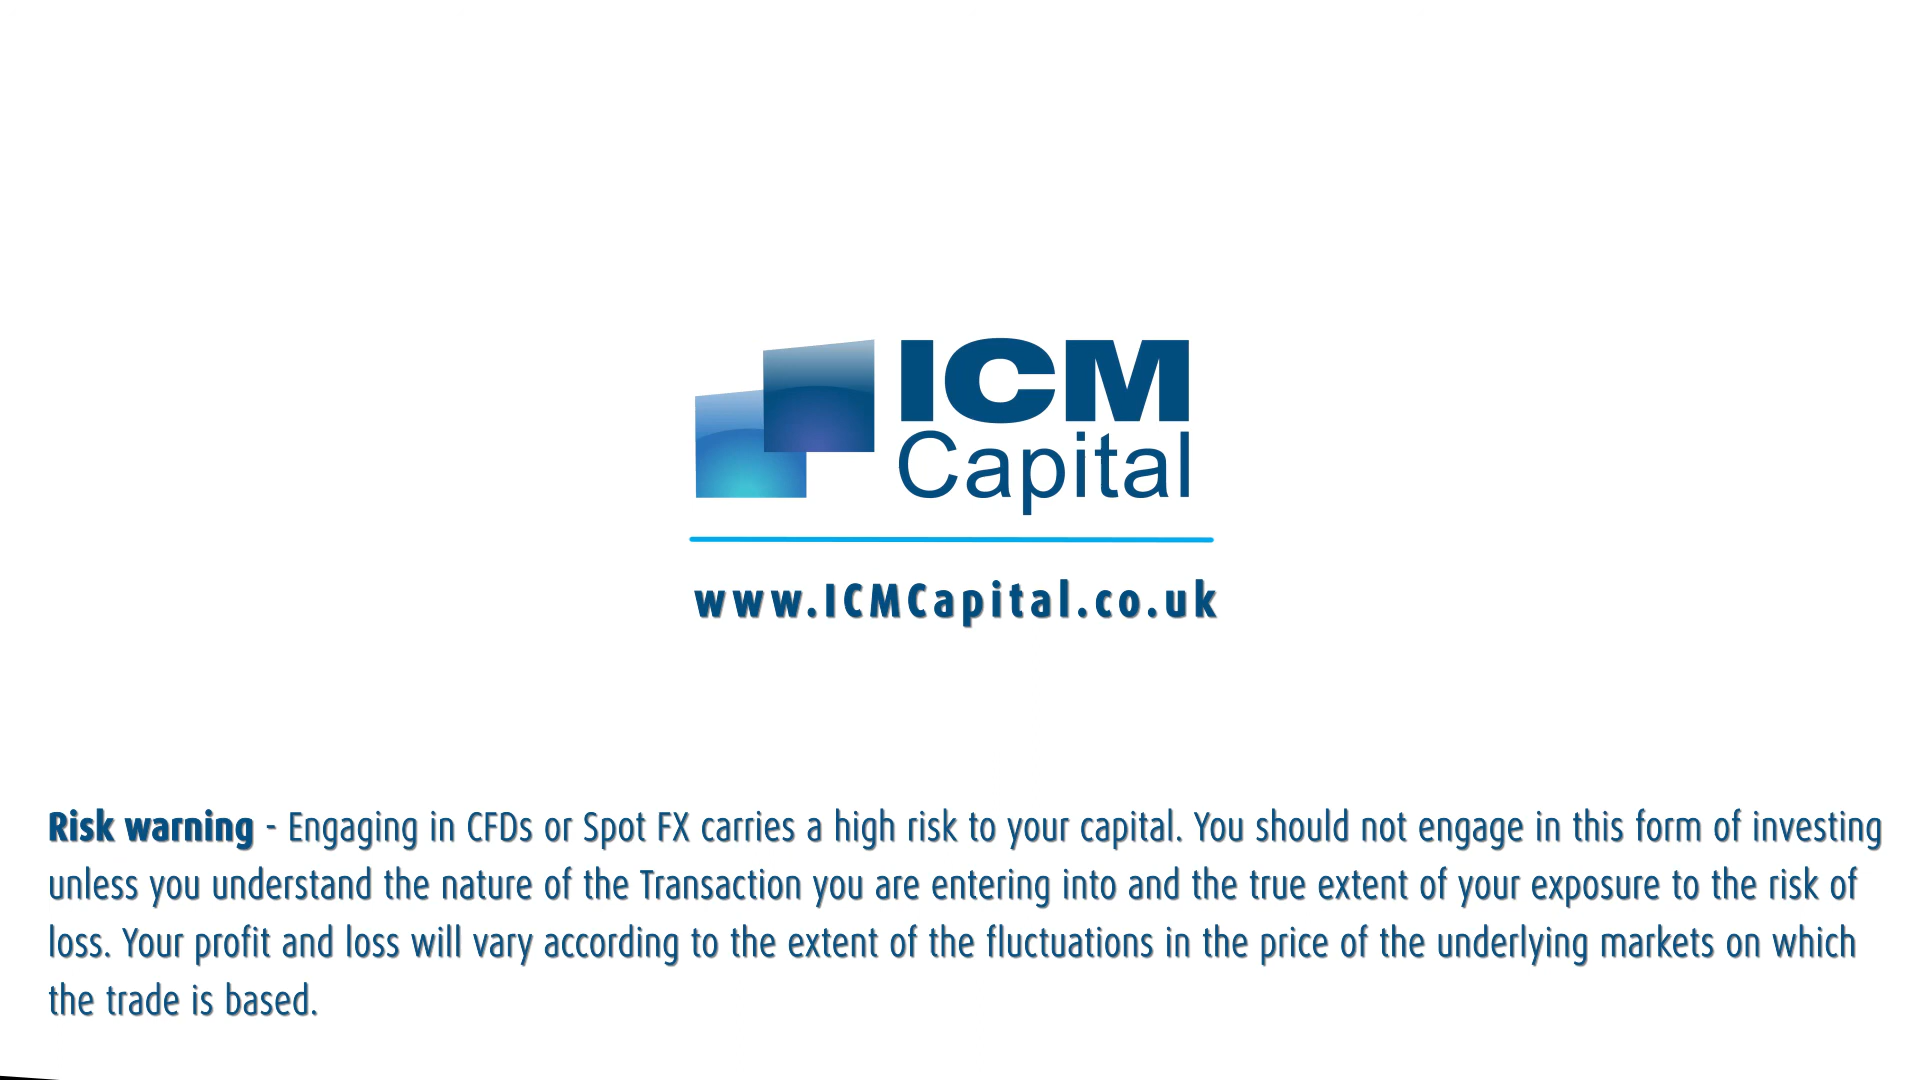 ICM
Capital
www.ICMCapital.co.uk
Risk warning - Engaging in CFDs or Spot FX carries a high risk to your capital. You should not engage in this form of investing
unless you understand the nature of the Transaction you are entering into and the true extent of your exposure to the risk of
loss. Your profit and loss will vary according to the extent of the fluctuations in the price of the underlying markets on which
the trade is based.